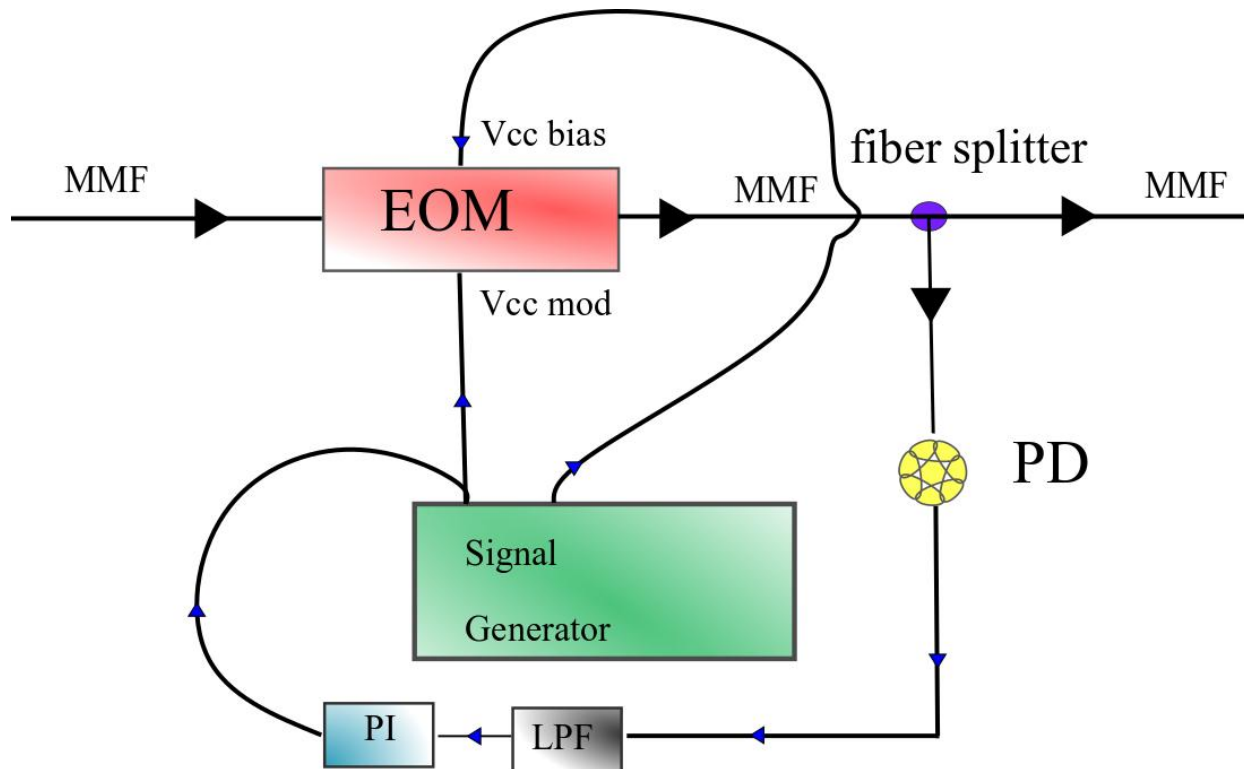 Vcc bias
fiber splitter
MMF
EOM
MMF
MMF
Vcc mod
PD
Signal
Generator
PI
LPF